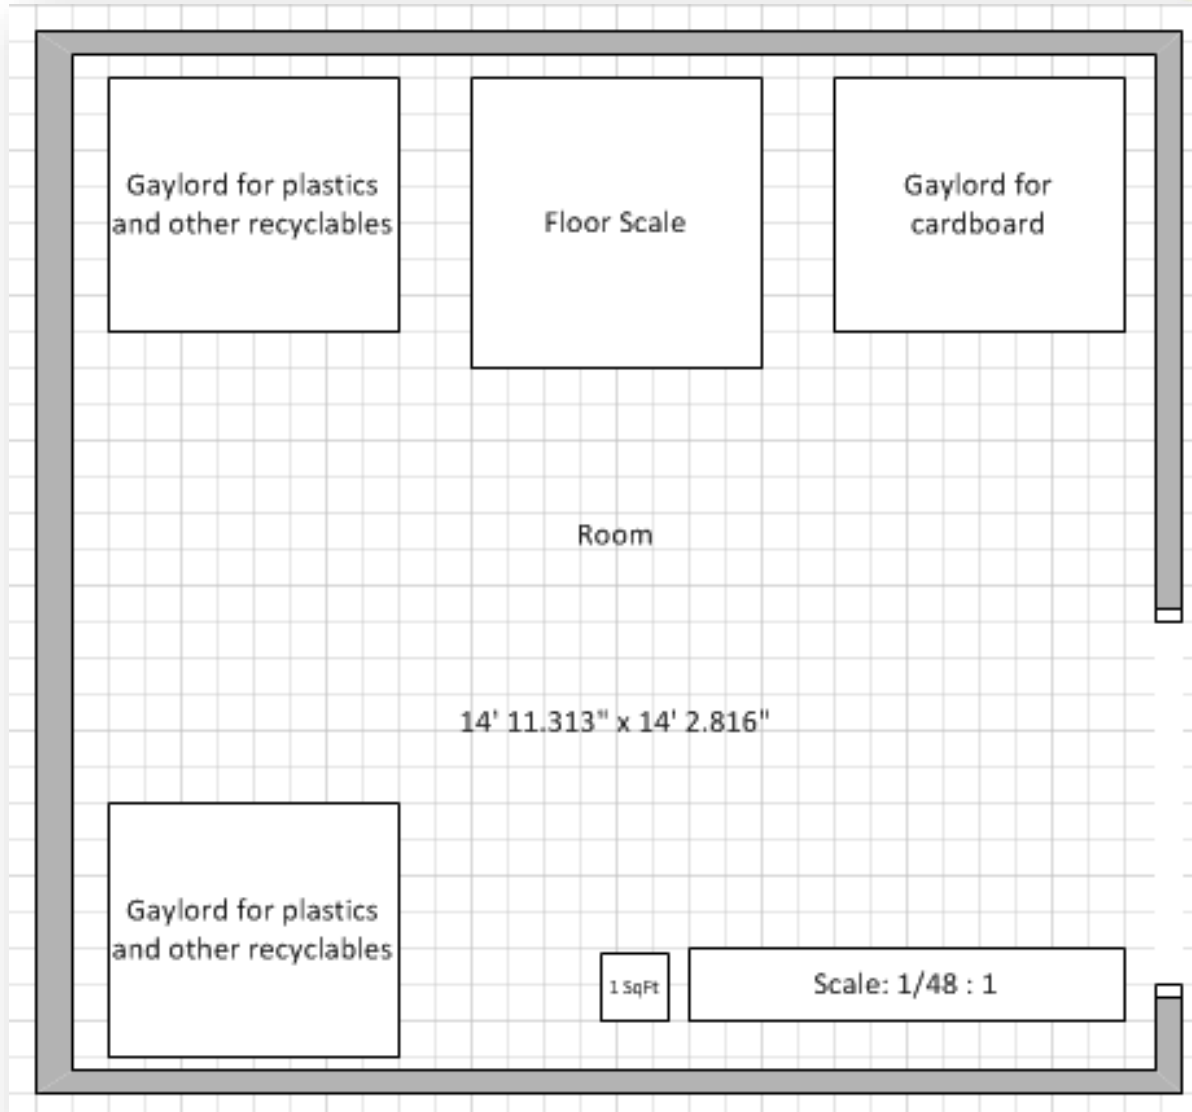 Gaylord for plastics
and other recyclables
Floor Scale
Gaylord for
cardboard
Room
14' 11.313" x 14' 2.816"
Gaylord for plastics
and other recyclables
1 SqFt
Scale: 1/48 : 1